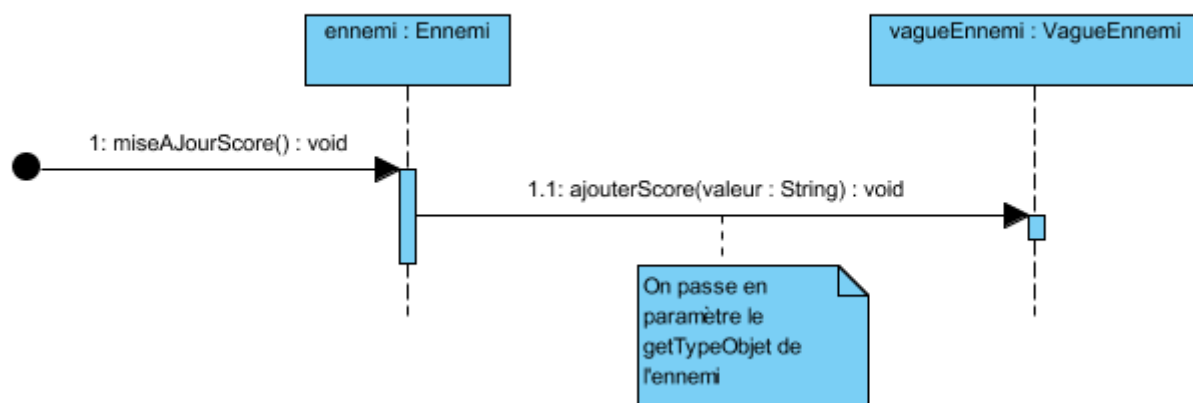 ennemi : Ennemi
vagueEnnemi : VagueEnnemi
1: miseAJourScore() : void
1.1: ajouterScore(valeur : String) : void
On passe en
paramètre le
getTypeObjet de
l'ennemi